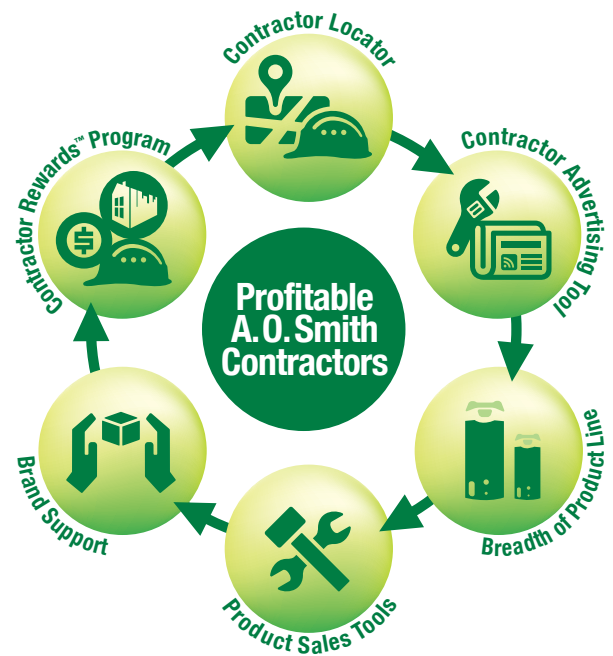 Contractor Locator
Contractor Advertising Tool
Breadth of Product Line
Product Sales Tools
Brand Support
Contractor Rewards™ Program
Profitable
A.O.Smith
Contractors
$